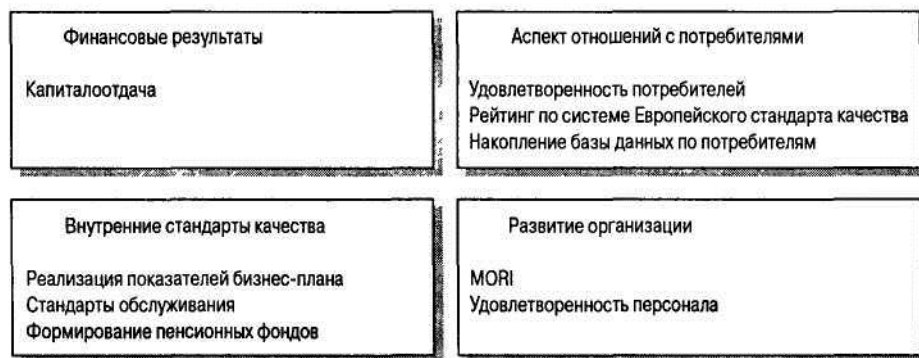 Финансовые результаты
Капиталоотдача
Аспект отношений с потребителями
Удовлетворенность потребителей
Рейтинг по системе Европейского стандарта качества
Накопление базы данных по потребителям
Внутренние стандарты качества
Реализация показателей бизнес-плана
Стандарты обслуживания
Формирование пенсионных фондов
Развитие организации
MORI
Удовлетворенность персонала